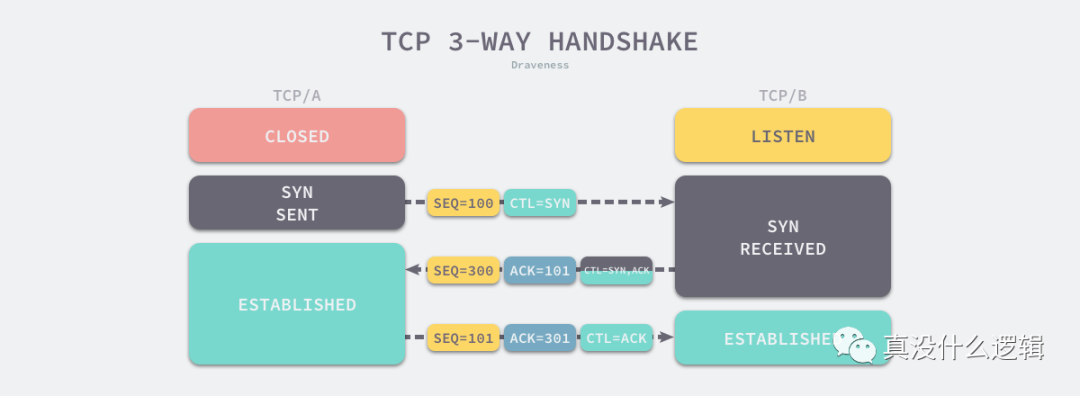 TCP 3-WAY HANDSHAKE
Draveness
TCP/A
TCP/B
CLOSED
LISTEN
SYN
SENT
SEQ=100
CTL=SYN
SYN
RECEIVED
SEQ=300
ACK=101
CTL=SYN,ACK
ESTABLISHED
SEQ=101
ACK=301
CTL=ACK
ESTABLISHED
真没什么逻辑